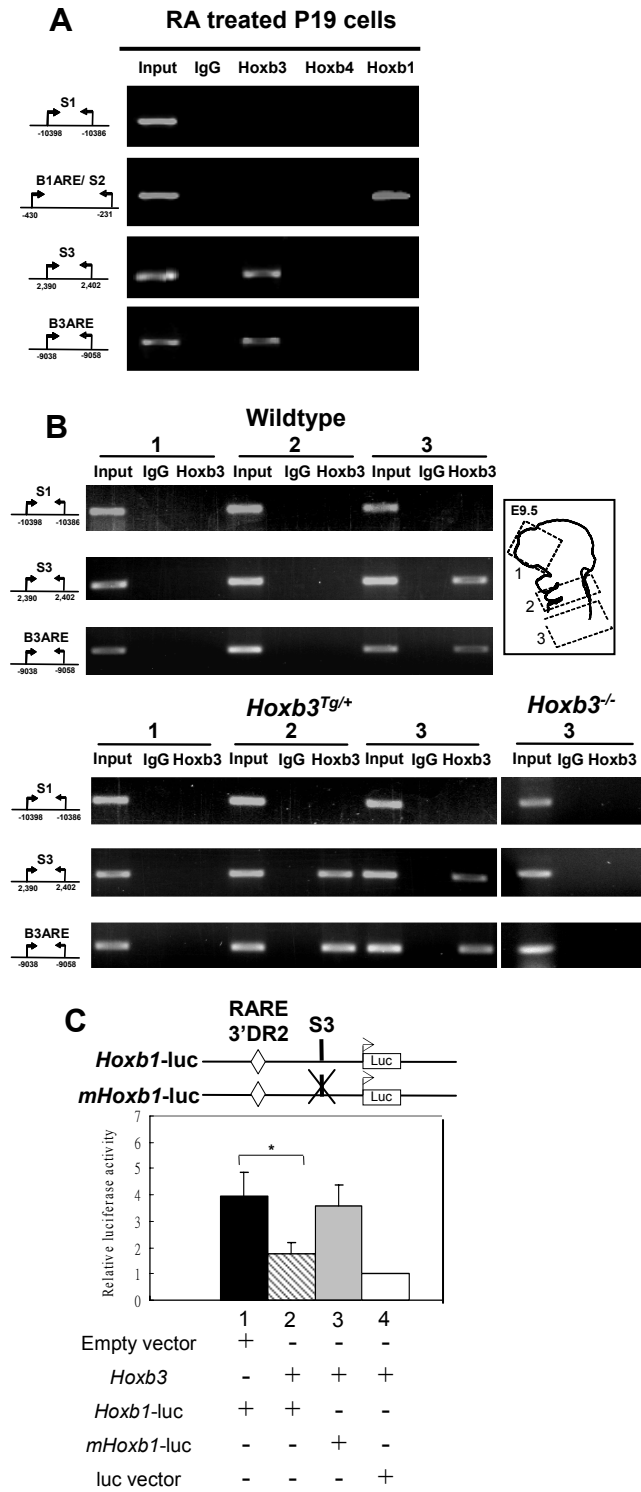 A
RA treated P19 cells
Input IgG Hoxb3 Hoxb4 Hoxb1
S1
-10398 -10386
B1ARE/ S2
-430 -231
S3
2,390 2,402
B3ARE
-9038 -9058
B
Wildtype
1 2 3
Input IgG Hoxb3 Input IgG Hoxb3 Input IgG Hoxb3
S1
-10398 -10386
S3
2,390 2,402
B3ARE
-9038 -9058
E9.5
1
2
3
Hoxb3Tg/+ Hoxb3-/-
1 2 3 3
Input IgG Hoxb3 Input IgG Hoxb3 Input IgG Hoxb3 Input IgG Hoxb3
S1
-10398 -10386
S3
2,390 2,402
B3ARE
-9038 -9058
C
RARE
3'DR2 S3
Hoxb1-luc Luc
mHoxb1-luc Luc
Relative luciferase activity
7
6
5
4
3
2
1
0
*
1 2 3 4
Empty vector + - - -
Hoxb3 - + + +
Hoxb1-luc + + - -
mHoxb1-luc - - + -
luc vector - - - +